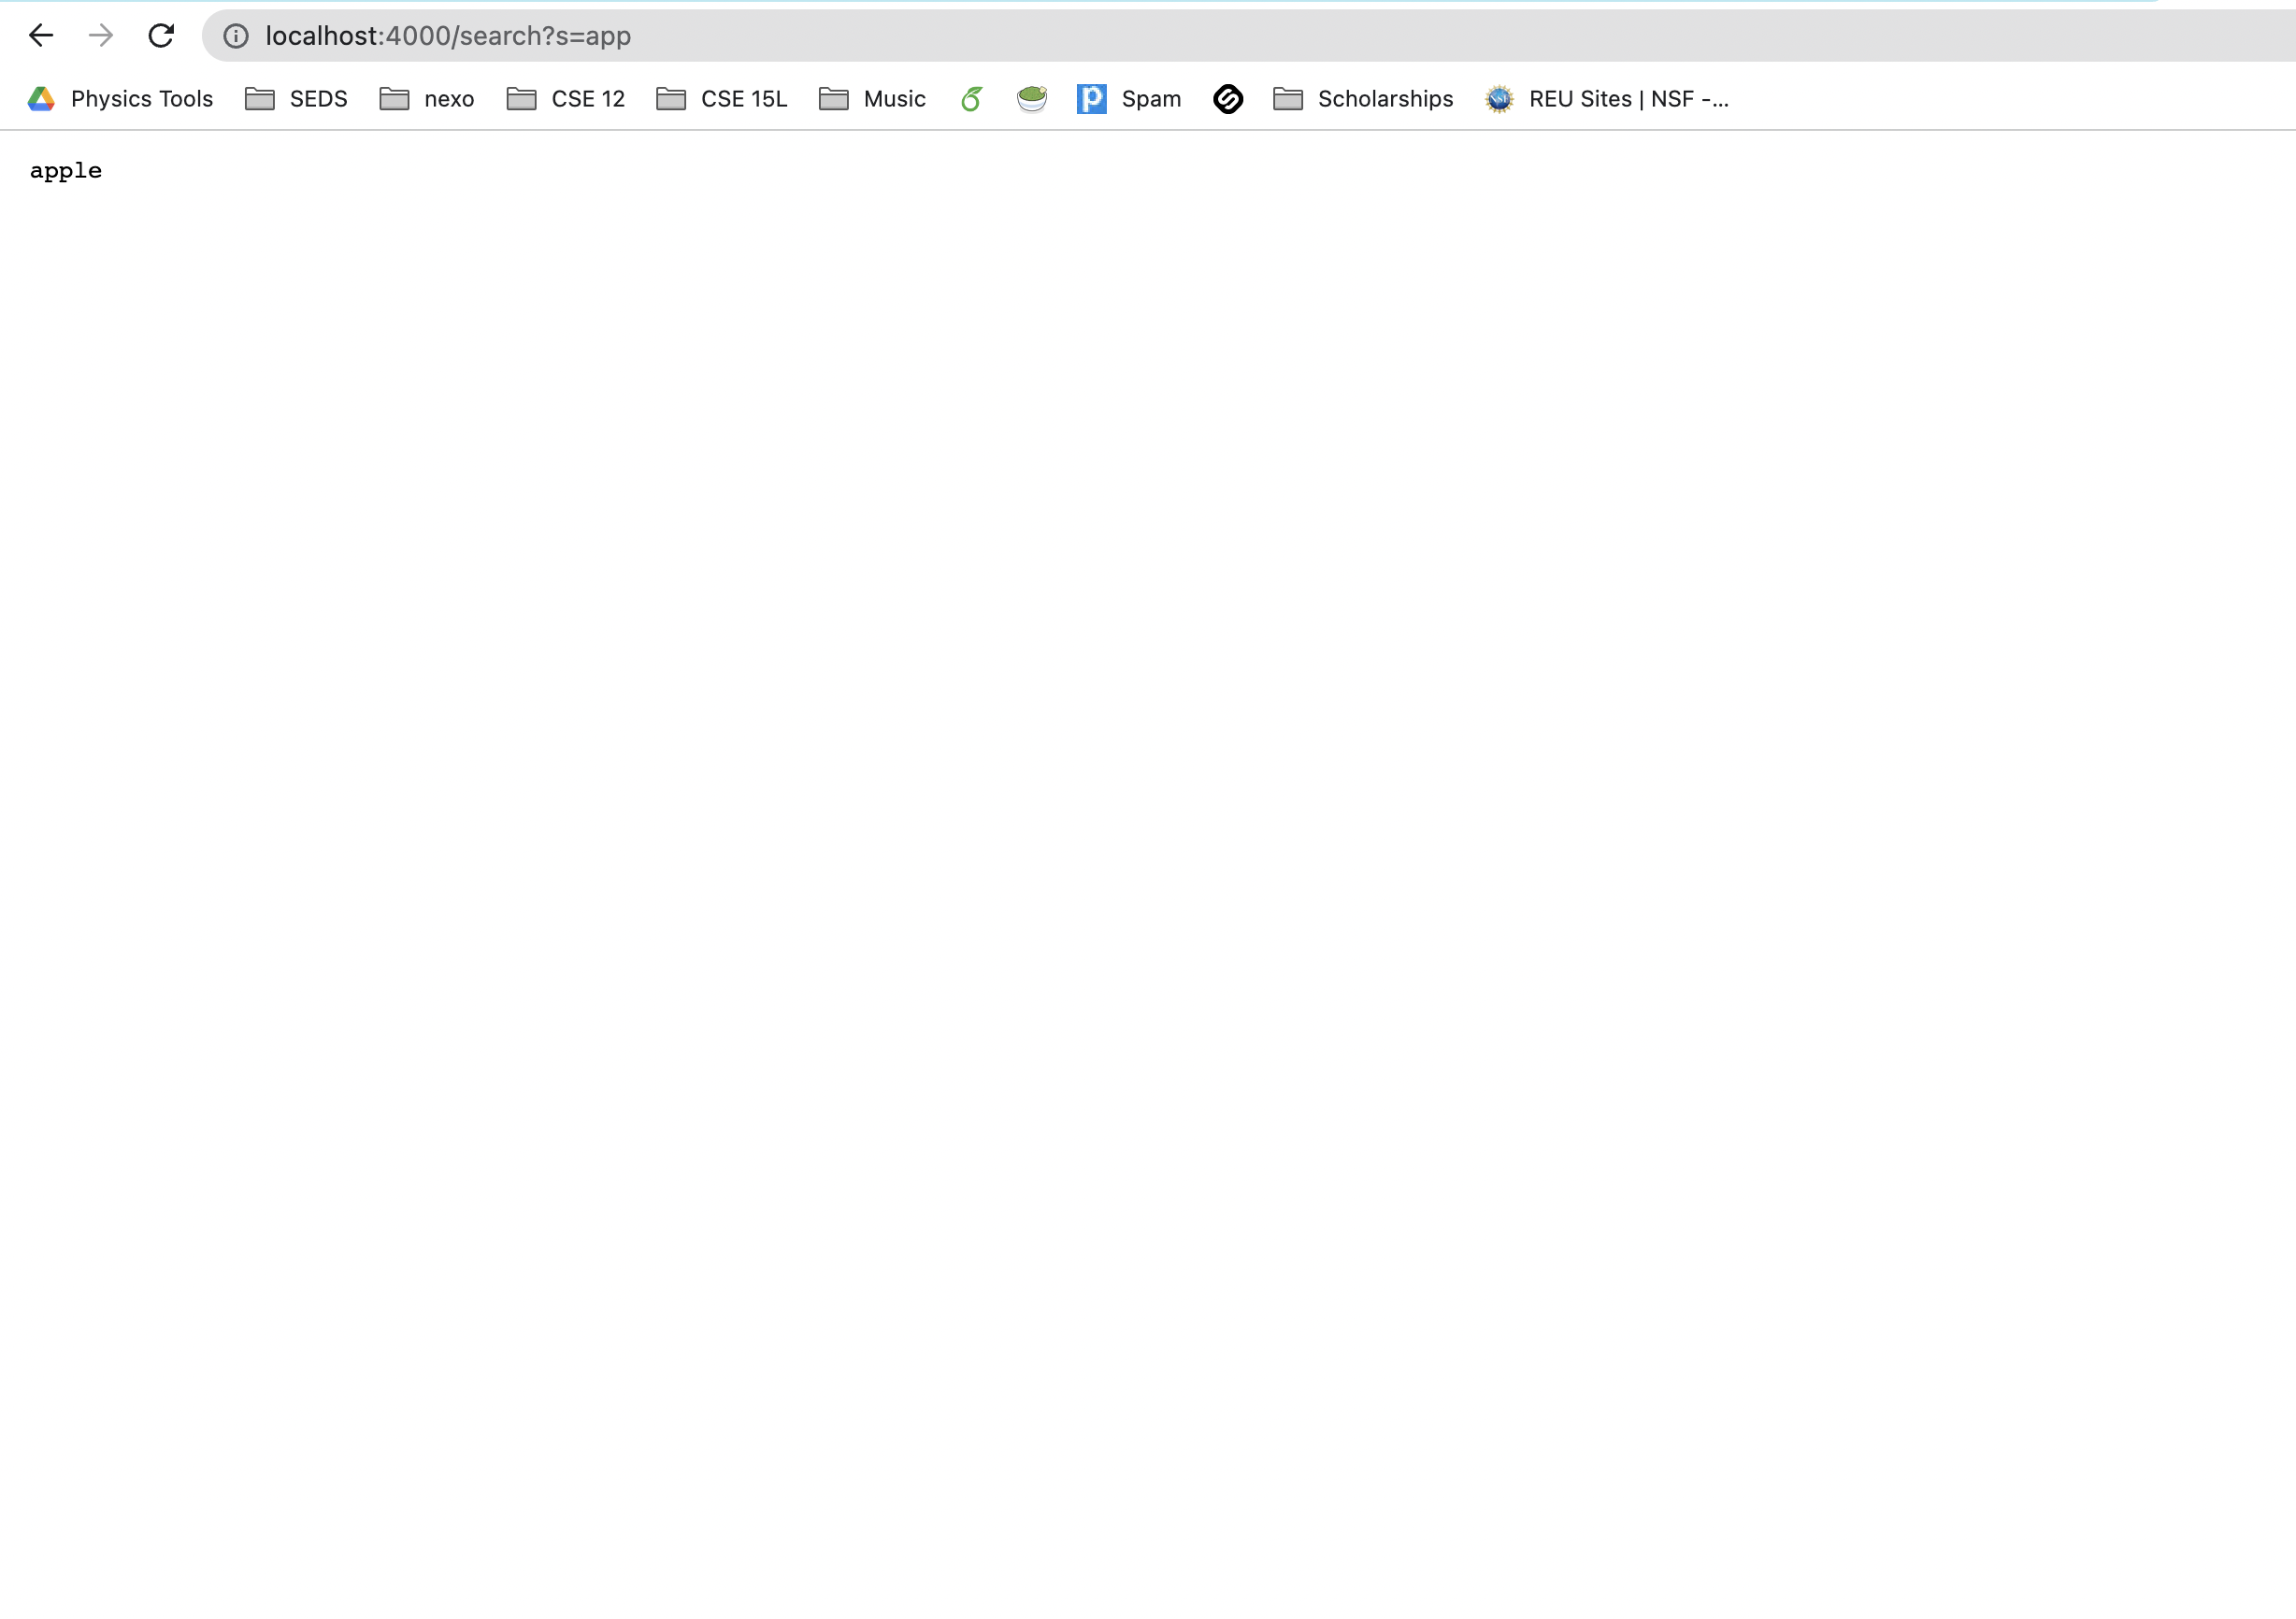 localhost:4000/search?s=app
Physics Tools SEDS nexo CSE 12 CSE 15L Music Spam Scholarships REU Sites | NSF -...
apple